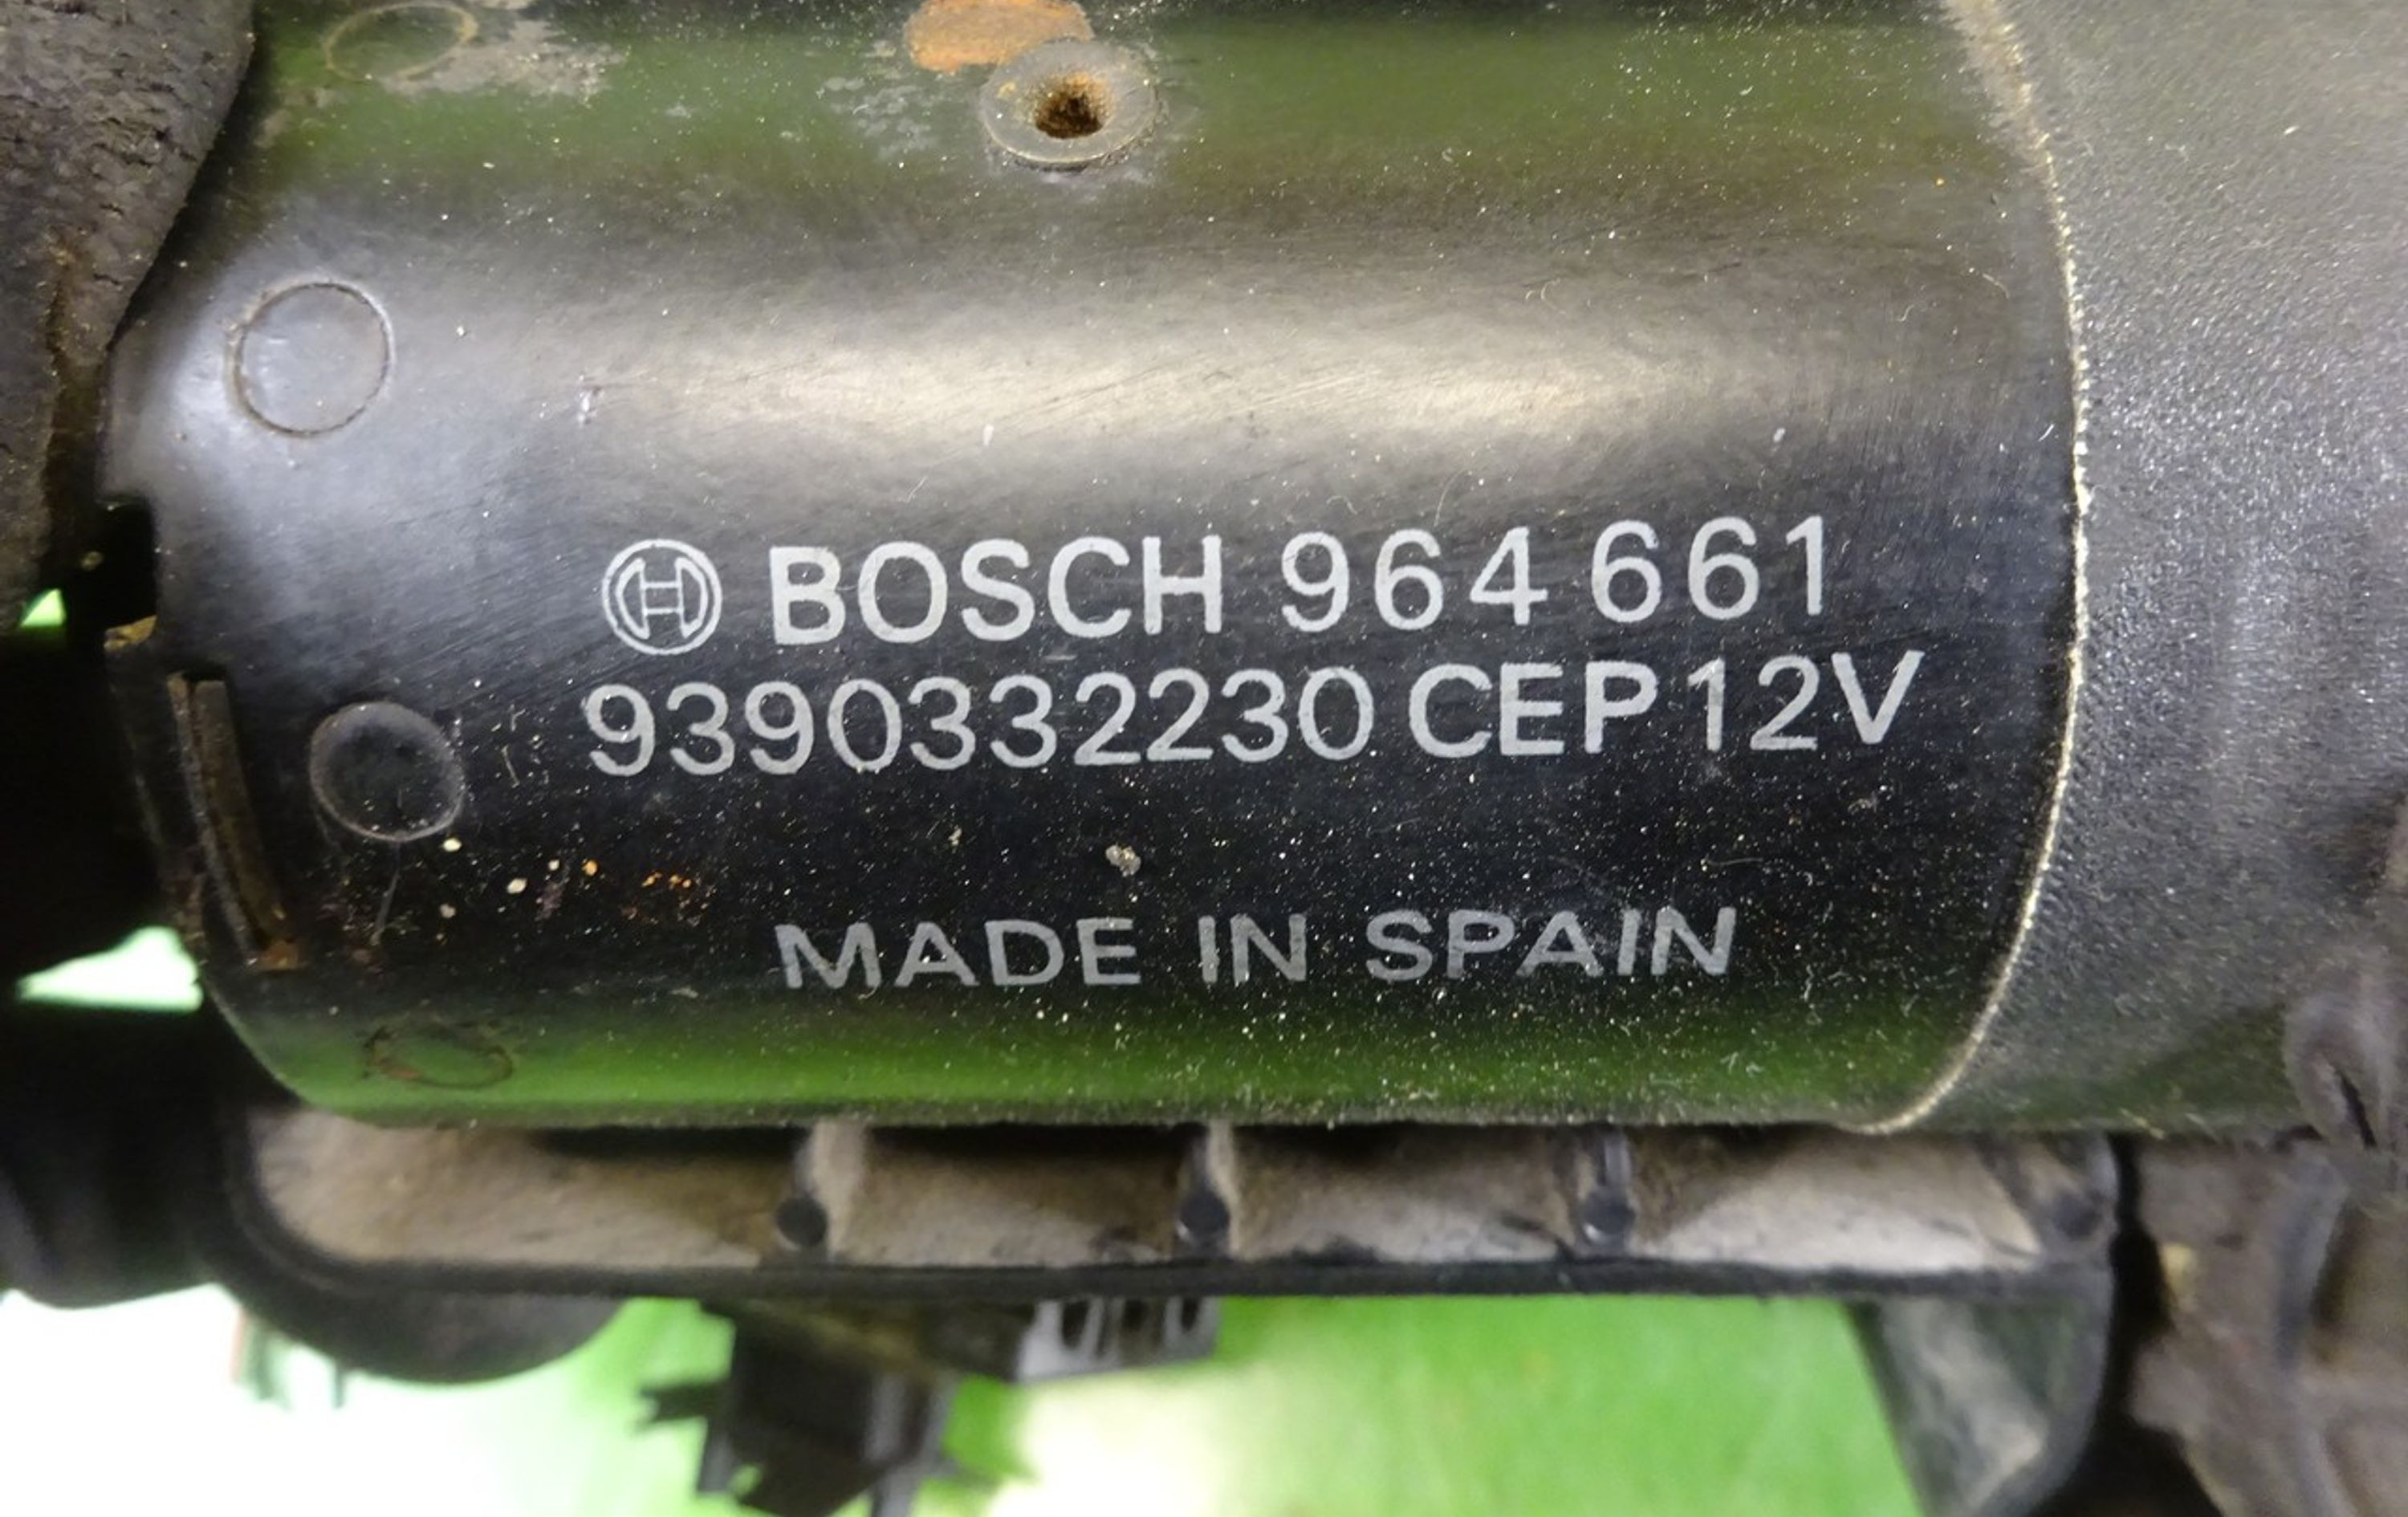 BOSCH 964 661
9390332230 CEP 12V
MADE IN SPAIN